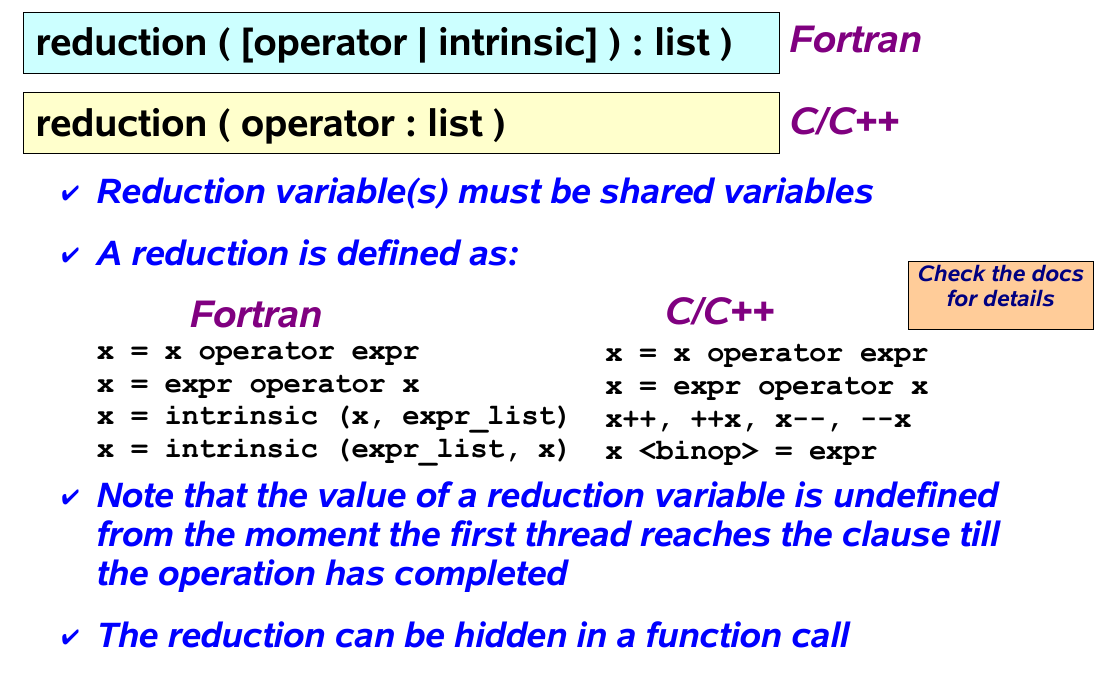 reduction ( [operator | intrinsic] ) : list )
Fortran
reduction ( operator : list )
C/C++
✔ Reduction variable(s) must be shared variables
✔ A reduction is defined as:
Check the docs
for details
Fortran
x = x operator expr
x = expr operator x
x = intrinsic (x, expr_list)
x = intrinsic (expr_list, x)
C/C++
x = x operator expr
x = expr operator x
x++, ++x, x--, --x
x <binop> = expr
✔ Note that the value of a reduction variable is undefined
from the moment the first thread reaches the clause till
the operation has completed
✔ The reduction can be hidden in a function call